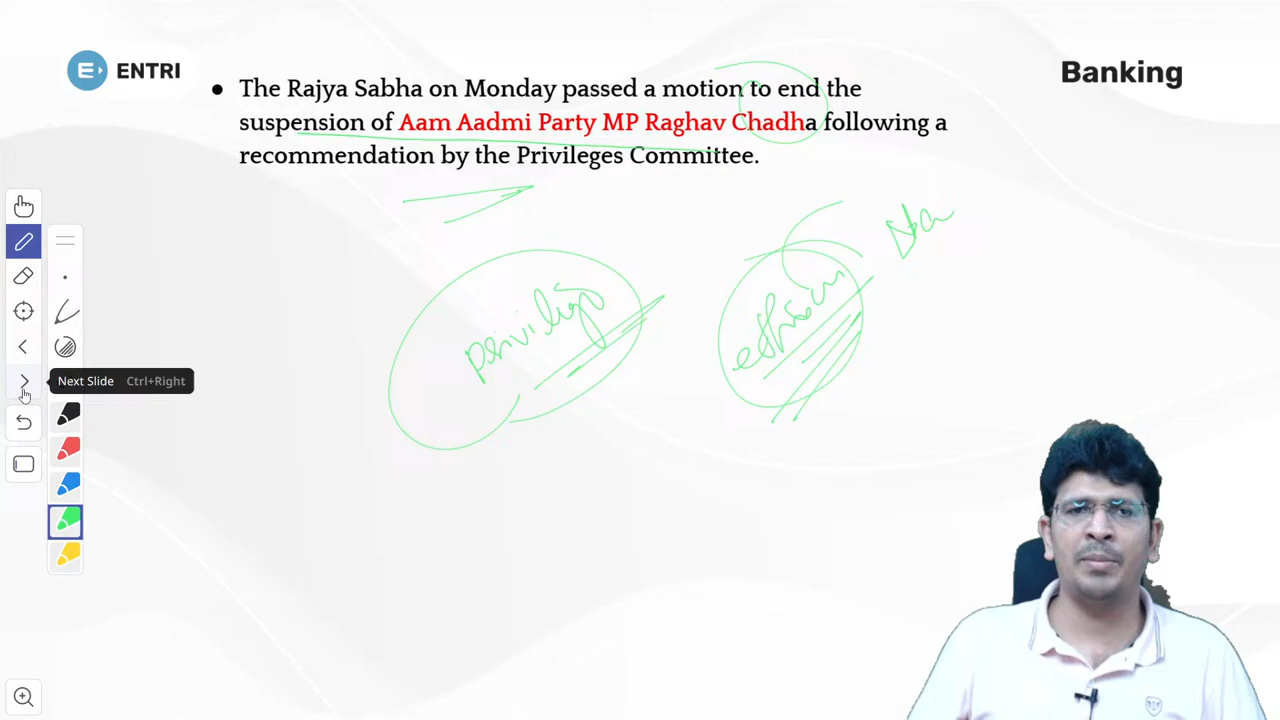 ENTRI
Banking
● The Rajya Sabha on Monday passed a motion to end the
suspension of Aam Aadmi Party MP Raghav Chadha following a
recommendation by the Privileges Committee.
Next Slide Ctrl+Right